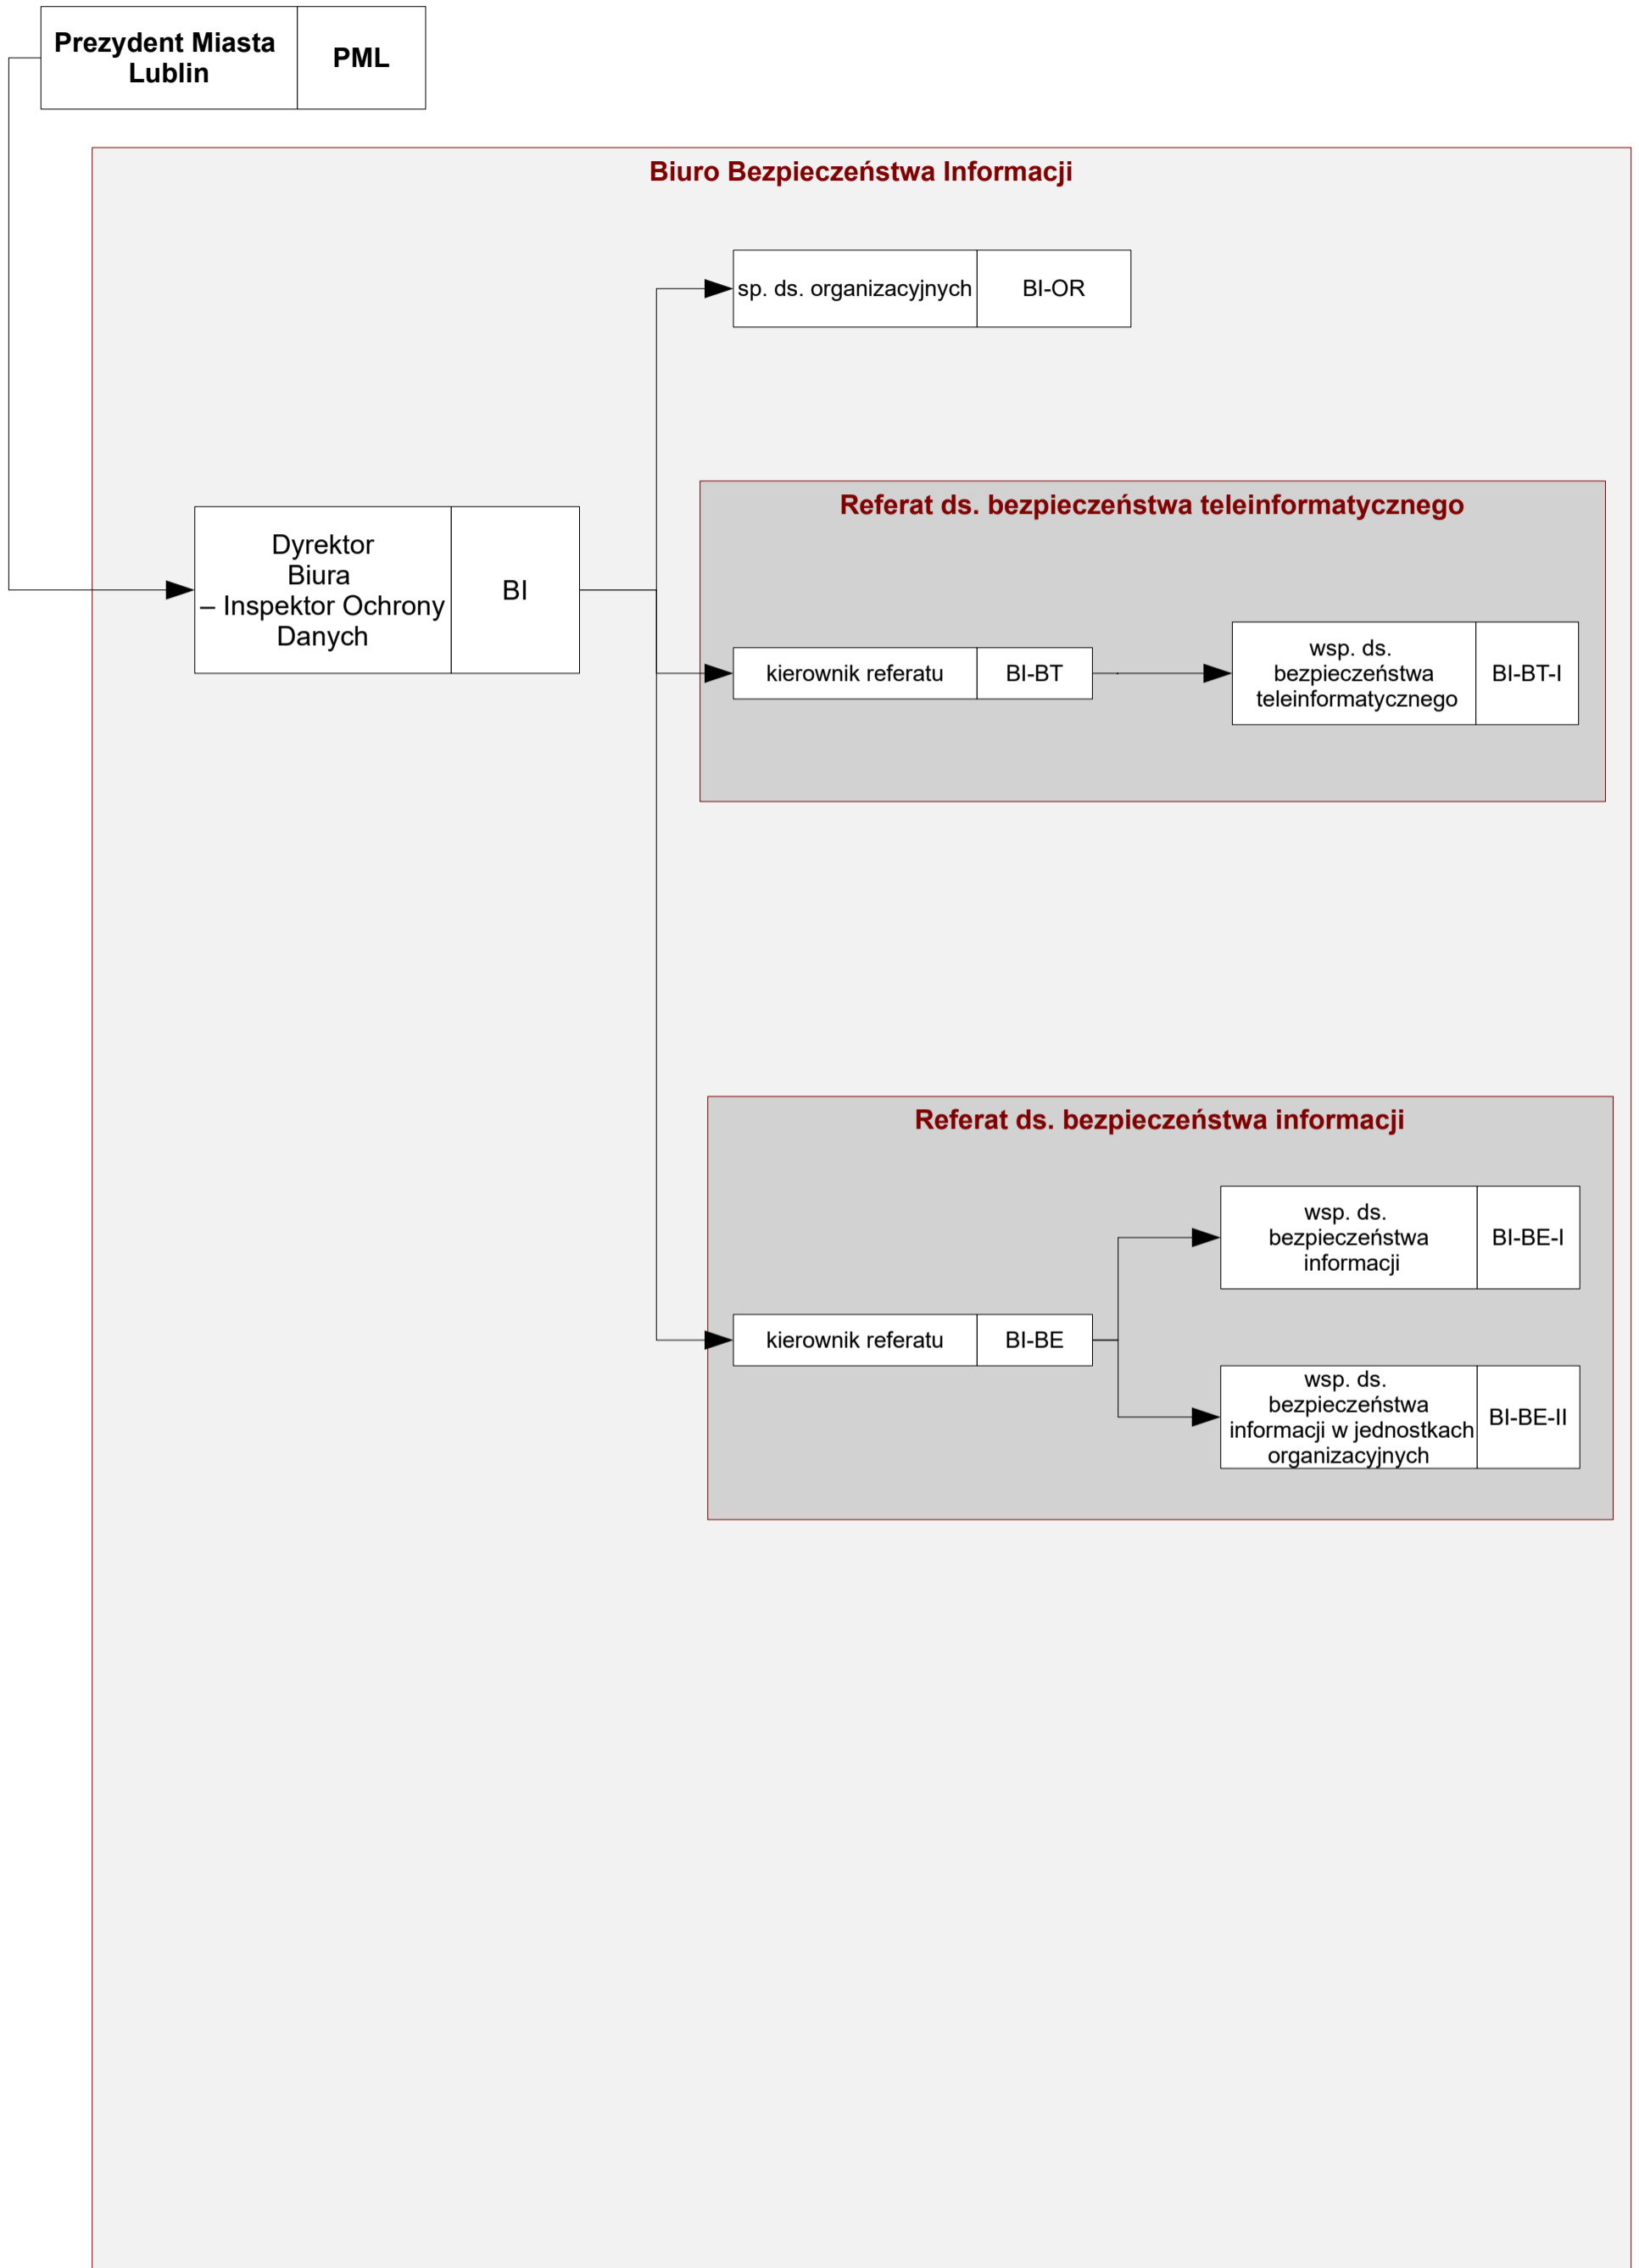 Prezydent Miasta
Lublin
PML
Biuro Bezpieczeństwa Informacji
sp. ds. organizacyjnych
BI-OR
Referat ds. bezpieczeństwa teleinformatycznego
Dyrektor
Biura
– Inspektor Ochrony
Danych
BI
kierownik referatu
BI-BT
wsp. ds.
bezpieczeństwa
teleinformatycznego
BI-BT-I
Referat ds. bezpieczeństwa informacji
wsp. ds.
bezpieczeństwa
informacji
BI-BE-I
kierownik referatu
BI-BE
wsp. ds.
bezpieczeństwa
informacji w jednostkach
organizacyjnych
BI-BE-II